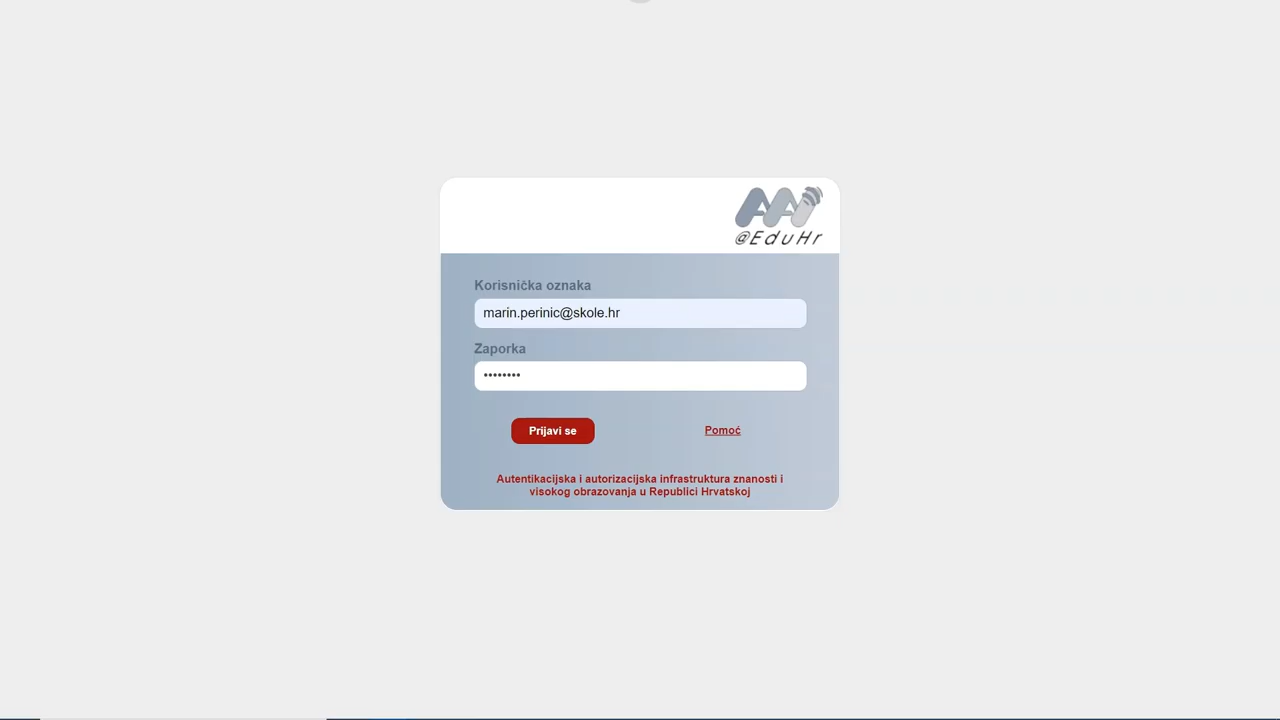 AAI
@EduHr
Korisnička oznaka
marin.perinic@skole.hr
Zaporka
••••••••
Prijavi se
Pomoć
Autentikacijska i autorizacijska infrastruktura znanosti i
visokog obrazovanja u Republici Hrvatskoj